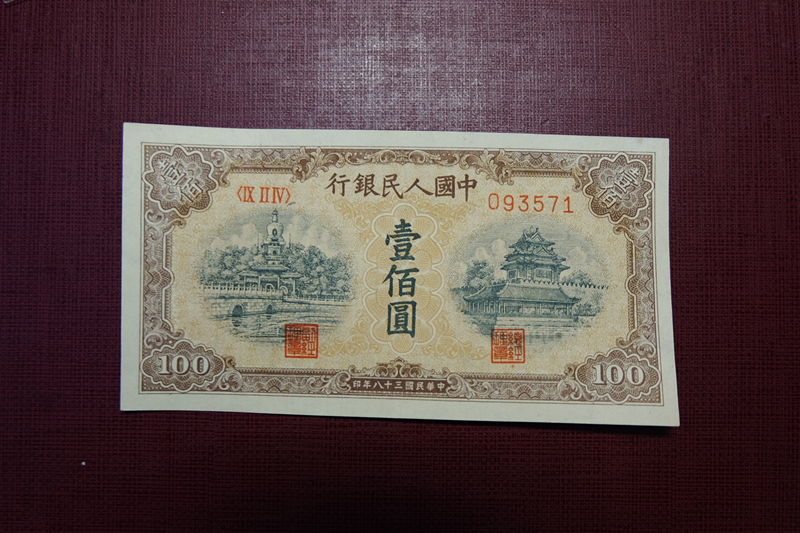 壹佰
壹佰
行銀民人國中
〈IX II IV〉
093571
壹佰圓
100
100
印年八十三國民華中